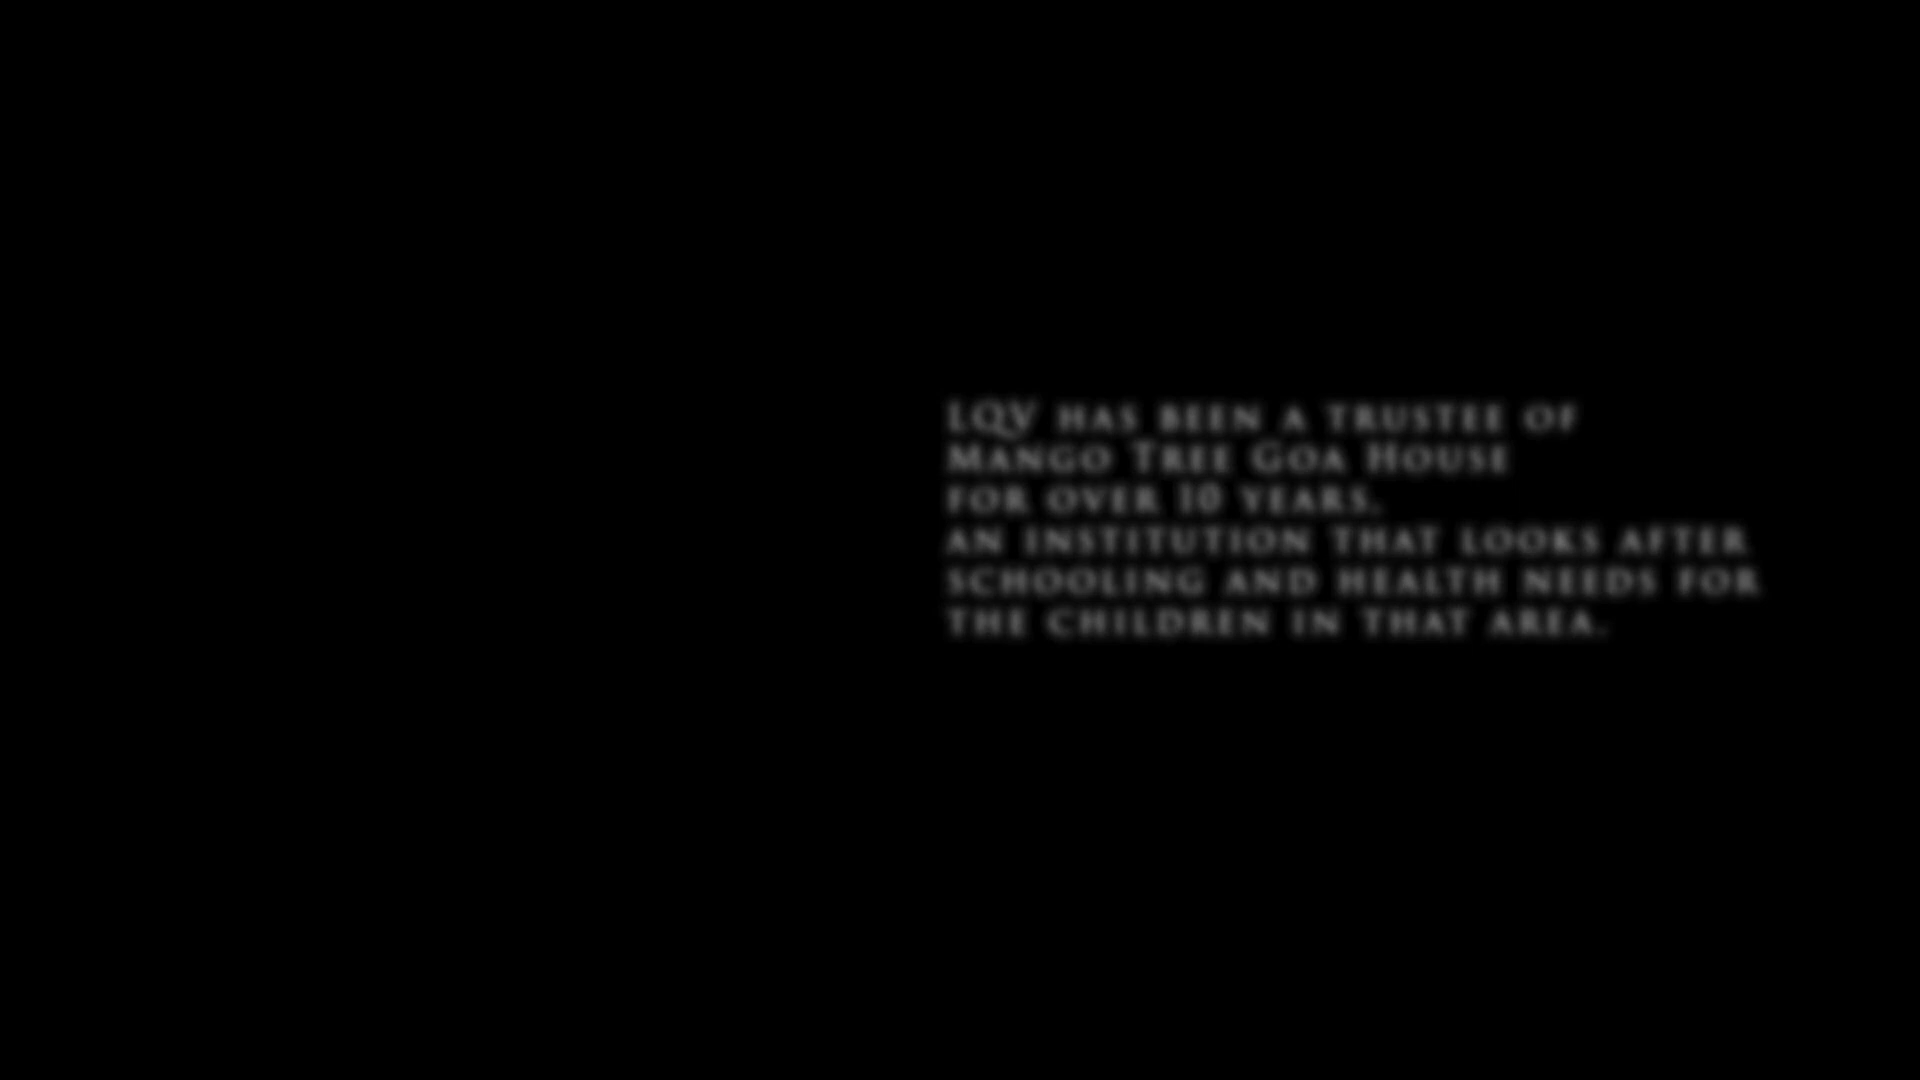 LQV HAS BEEN A TRUSTEE OF
MANGO TREE GOA HOUSE
FOR OVER 10 YEARS,
AN INSTITUTION THAT LOOKS AFTER
SCHOOLING AND HEALTH NEEDS FOR
THE CHILDREN IN THAT AREA.